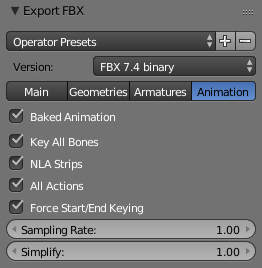 Export FBX
Operator Presets
Version: FBX 7.4 binary
Main Geometries Armatures Animation
Baked Animation
Key All Bones
NLA Strips
All Actions
Force Start/End Keying
Sampling Rate: 1.00
Simplify: 1.00